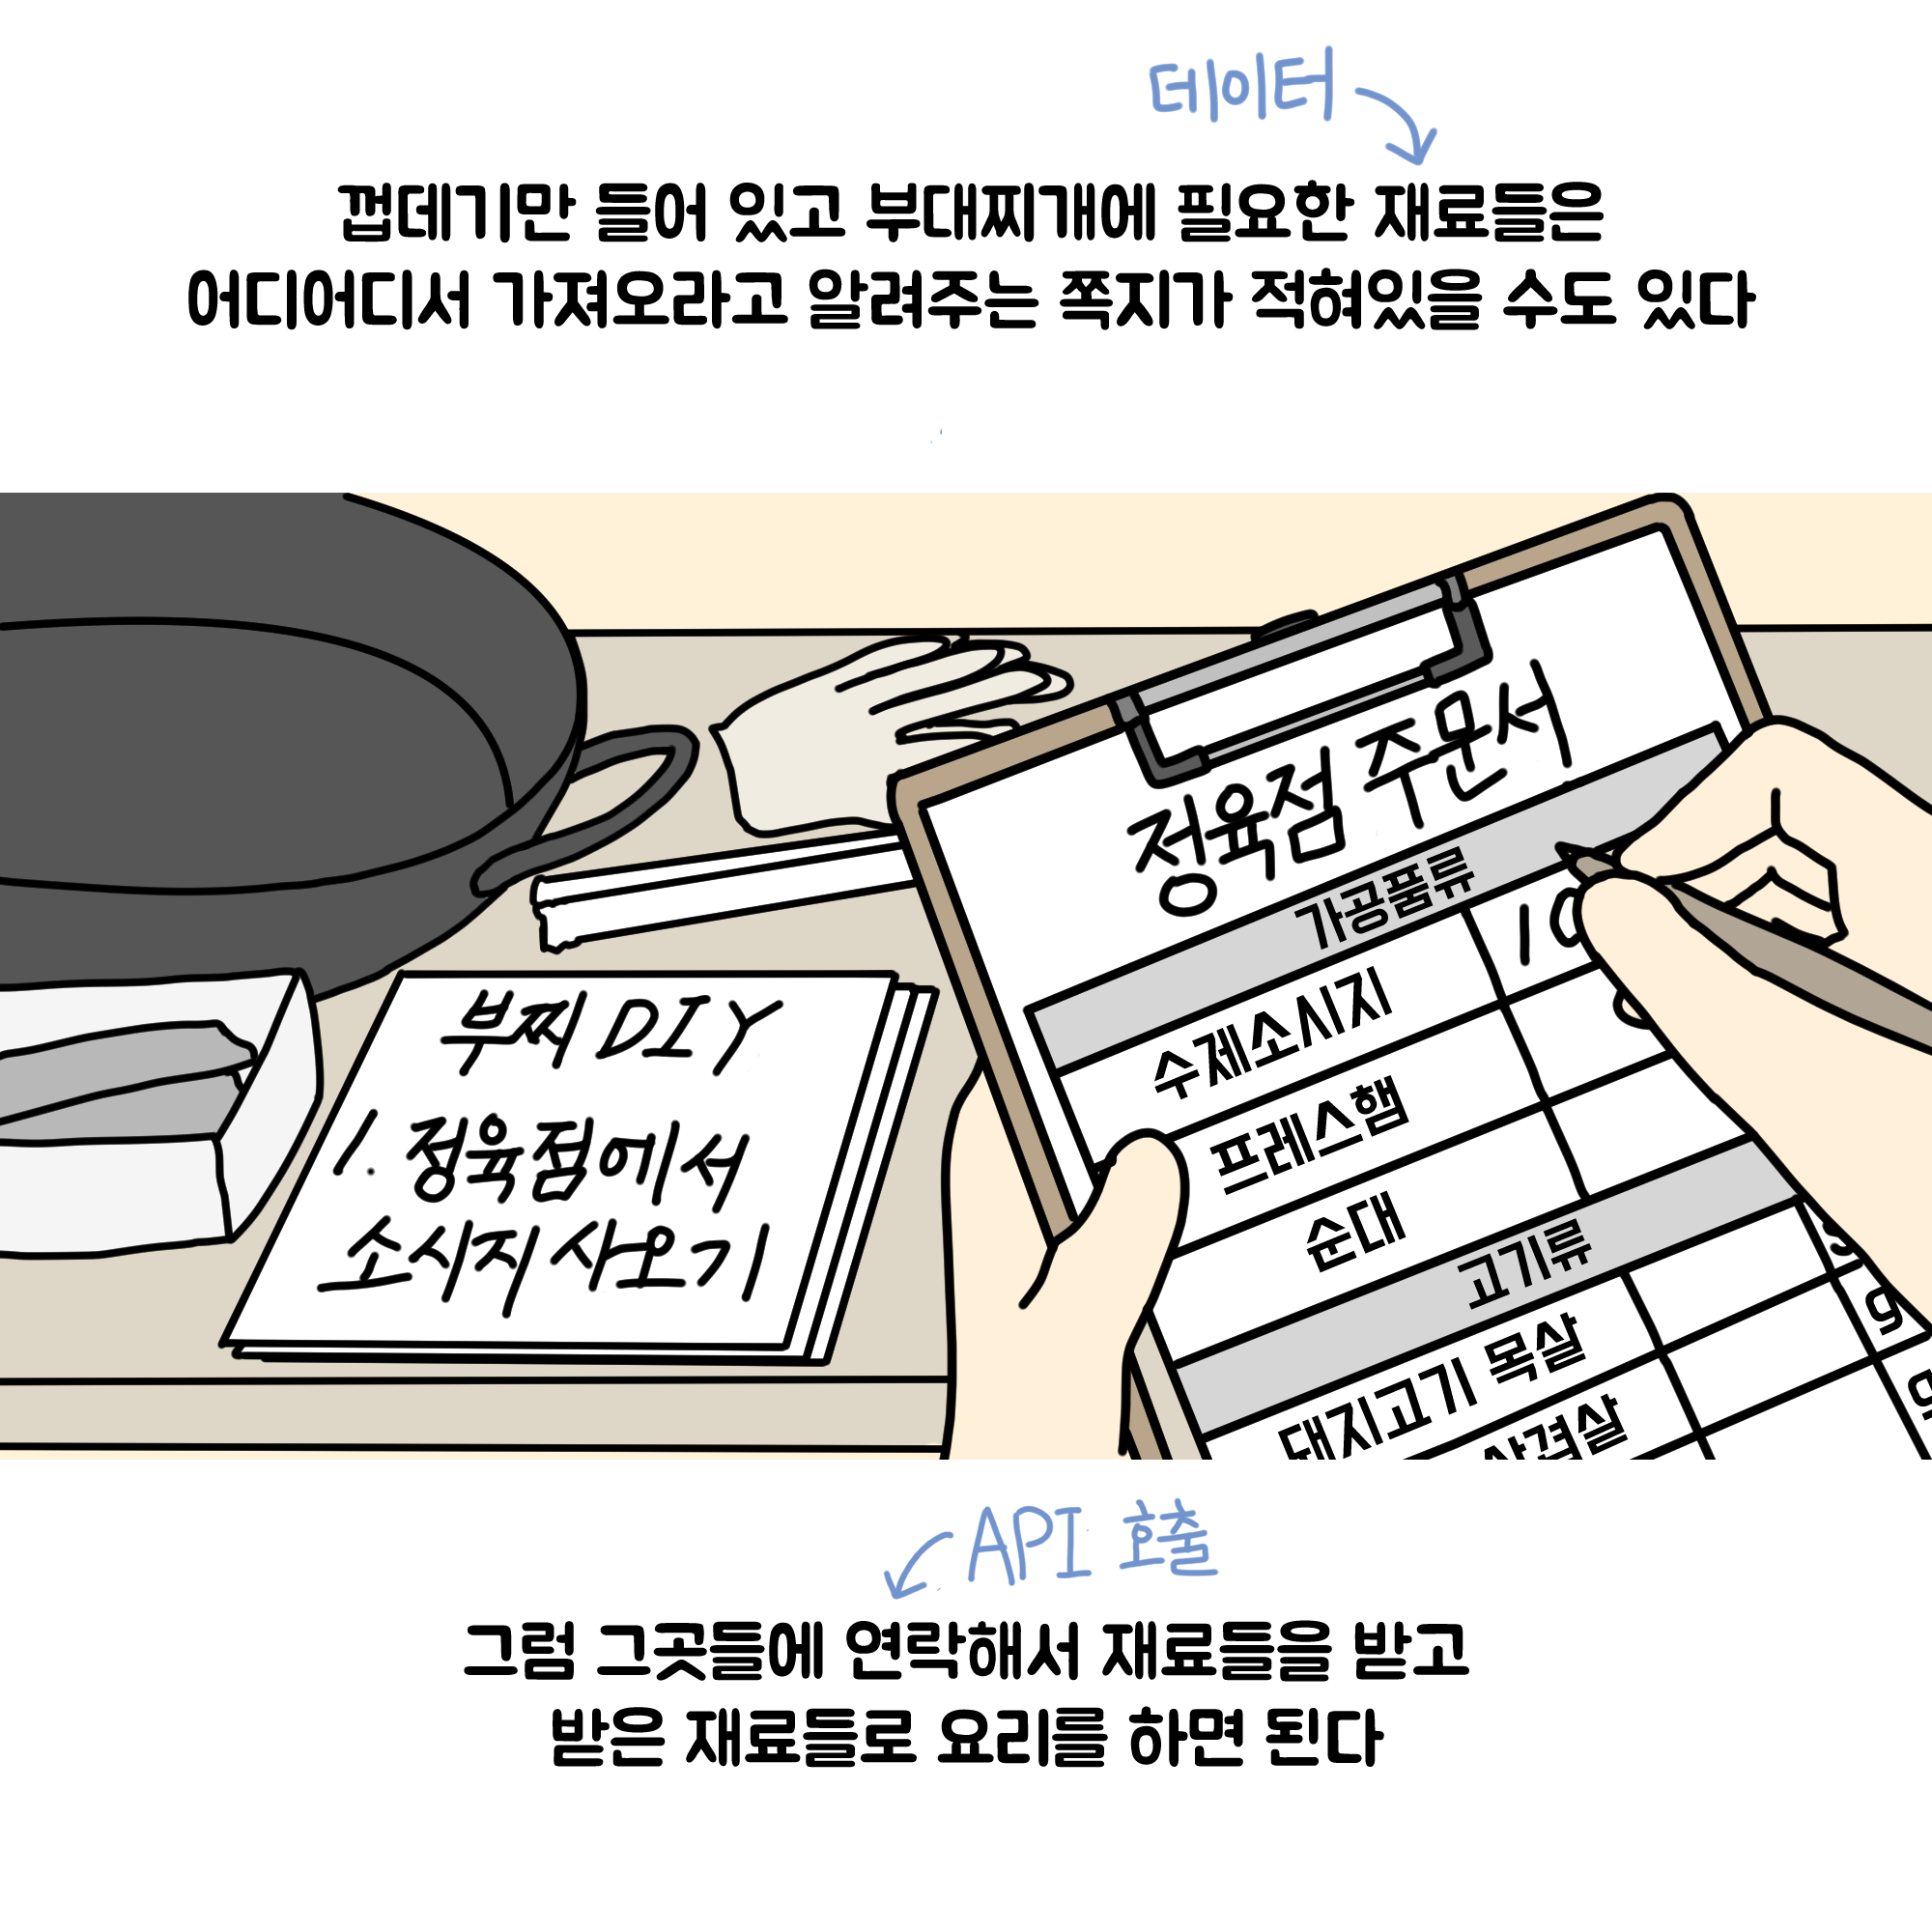 데이터
껍데기만 들어 있고 부대찌개에 필요한 재료들은
어디어디서 가져오라고 알려주는 쪽지가 적혀있을 수도 있다
정육점 주문서
가공품류
수제소시지 10
프레스햄
순대
고기류
돼지고기 목살
g
g
부찌 DIY
1. 정육점에서
소시지 사오기
API 호출
그럼 그곳들에 연락해서 재료들을 받고
받은 재료들로 요리를 하면 된다